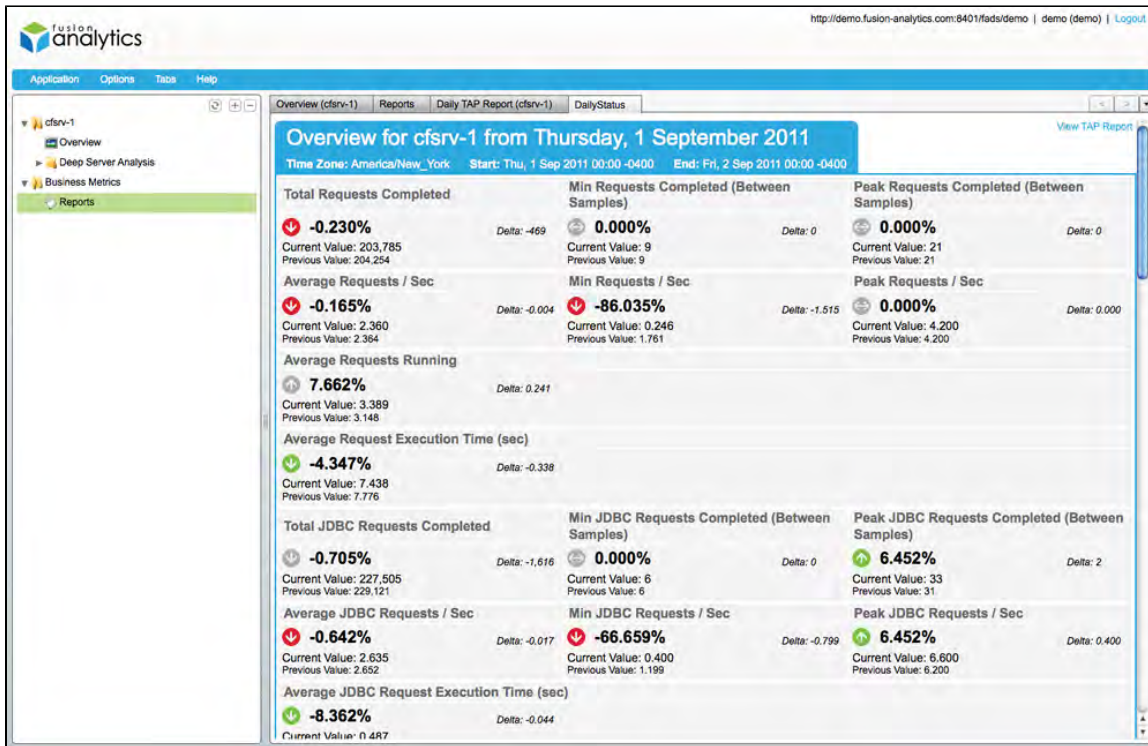 fusion
analytics
http://demo.fusion-analytics.com:8401/fads/demo | demo (demo) | Logout
Application Options Tabs Help
cfsrv-1
Overview
Deep Server Analysis
Business Metrics
Reports
Overview (cfsrv-1) Reports Daily TAP Report (cfsrv-1) DailyStatus
View TAP Report
Overview for cfsrv-1 from Thursday, 1 September 2011
Time Zone: America/New_York Start: Thu, 1 Sep 2011 00:00 -0400 End: Fri, 2 Sep 2011 00:00 -0400
Total Requests Completed
-0.230% Delta: -469
Current Value: 203,785
Previous Value: 204,254
Min Requests Completed (Between
Samples)
0.000% Delta: 0
Current Value: 9
Previous Value: 9
Peak Requests Completed (Between
Samples)
0.000% Delta: 0
Current Value: 21
Previous Value: 21
Average Requests / Sec
-0.165% Delta: -0.004
Current Value: 2.360
Previous Value: 2.364
Min Requests / Sec
-86.035% Delta: -1.515
Current Value: 0.246
Previous Value: 1.761
Peak Requests / Sec
0.000% Delta: 0.000
Current Value: 4.200
Previous Value: 4.200
Average Requests Running
7.662% Delta: 0.241
Current Value: 3.389
Previous Value: 3.148
Average Request Execution Time (sec)
-4.347% Delta: -0.338
Current Value: 7.438
Previous Value: 7.776
Total JDBC Requests Completed
-0.705% Delta: -1,616
Current Value: 227,505
Previous Value: 229,121
Min JDBC Requests Completed (Between
Samples)
0.000% Delta: 0
Current Value: 6
Previous Value: 6
Peak JDBC Requests Completed (Between
Samples)
6.452% Delta: 2
Current Value: 33
Previous Value: 31
Average JDBC Requests / Sec
-0.642% Delta: -0.017
Current Value: 2.635
Previous Value: 2.652
Min JDBC Requests / Sec
-66.659% Delta: -0.799
Current Value: 0.400
Previous Value: 1.199
Peak JDBC Requests / Sec
6.452% Delta: 0.400
Current Value: 6.600
Previous Value: 6.200
Average JDBC Request Execution Time (sec)
-8.362% Delta: -0.044
Current Value: 0.487